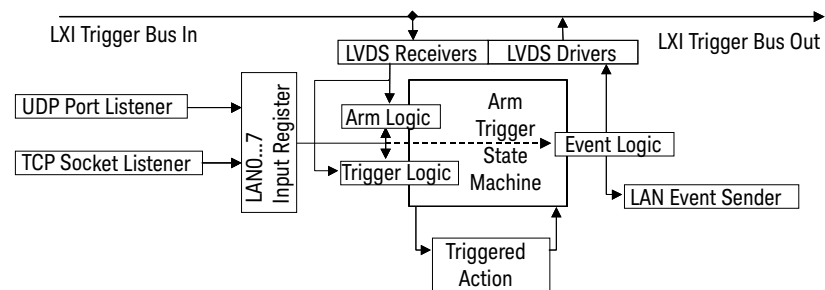 LXI Trigger Bus In
LXI Trigger Bus Out
LVDS Receivers
LVDS Drivers
UDP Port Listener
TCP Socket Listener
LAN0...7
Input Register
Arm Logic
Trigger Logic
Arm
Trigger
State
Machine
Event Logic
LAN Event Sender
Triggered
Action